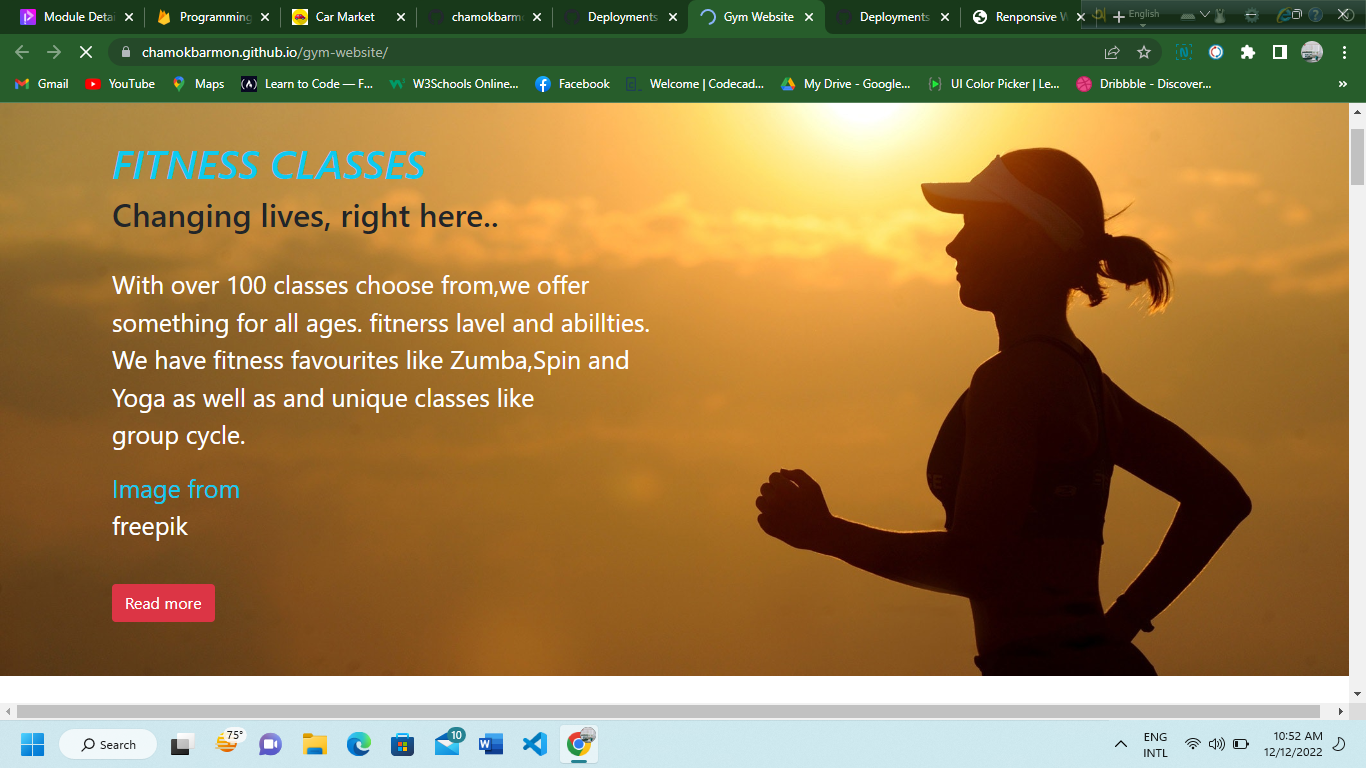 Module Detai
Programming
Car Market
chamokbarm
Deployments
Gym Website
Deployments
Renponsive W
English
chamokbarmon.github.io/gym-website/
Gmail
YouTube
Maps
Learn to Code — F...
W3Schools Online...
Facebook
Welcome | Codecad...
My Drive - Google...
UI Color Picker | Le...
Dribbble - Discover...
»
FITNESS CLASSES
Changing lives, right here..
With over 100 classes choose from,we offer
something for all ages. fitnerss lavel and abillties.
We have fitness favourites like Zumba,Spin and
Yoga as well as and unique classes like
group cycle.
Image from
freepik
Read more
Search
75°
10
ENG
INTL
10:52 AM
12/12/2022